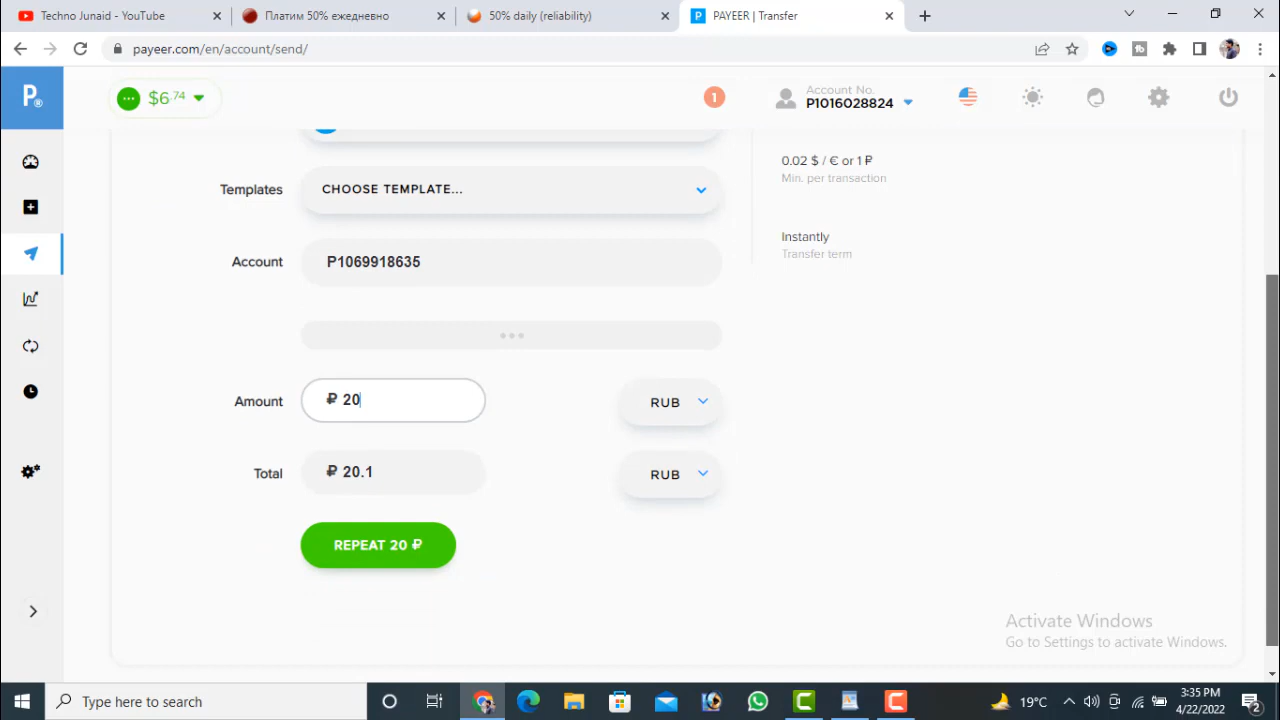 Techno Junaid - YouTube
Платим 50% ежедневно
50% daily (reliability)
PAYEER | Transfer
payeer.com/en/account/send/
P®
$6.74
1
Account No.
P1016028824
0.02 $ / € or 1 ₽
Min. per transaction
Templates
CHOOSE TEMPLATE...
Instantly
Transfer term
Account
P1069918635
Amount
₽ 20
RUB
Total
₽ 20.1
RUB
REPEAT 20 ₽
Activate Windows
Go to Settings to activate Windows.
Type here to search
19°C
3:35 PM
4/22/2022
2